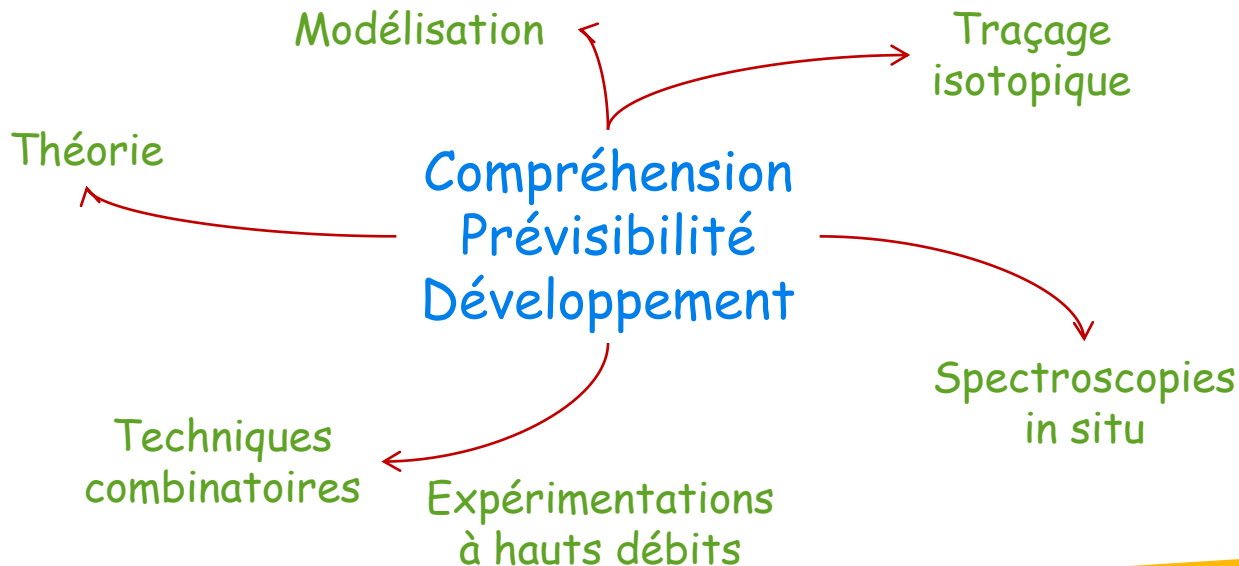 Modélisation
Traçage
isotopique
Théorie
Compréhension
Prévisibilité
Développement
Spectroscopies
in situ
Techniques
combinatoires
Expérimentations
à hauts débits